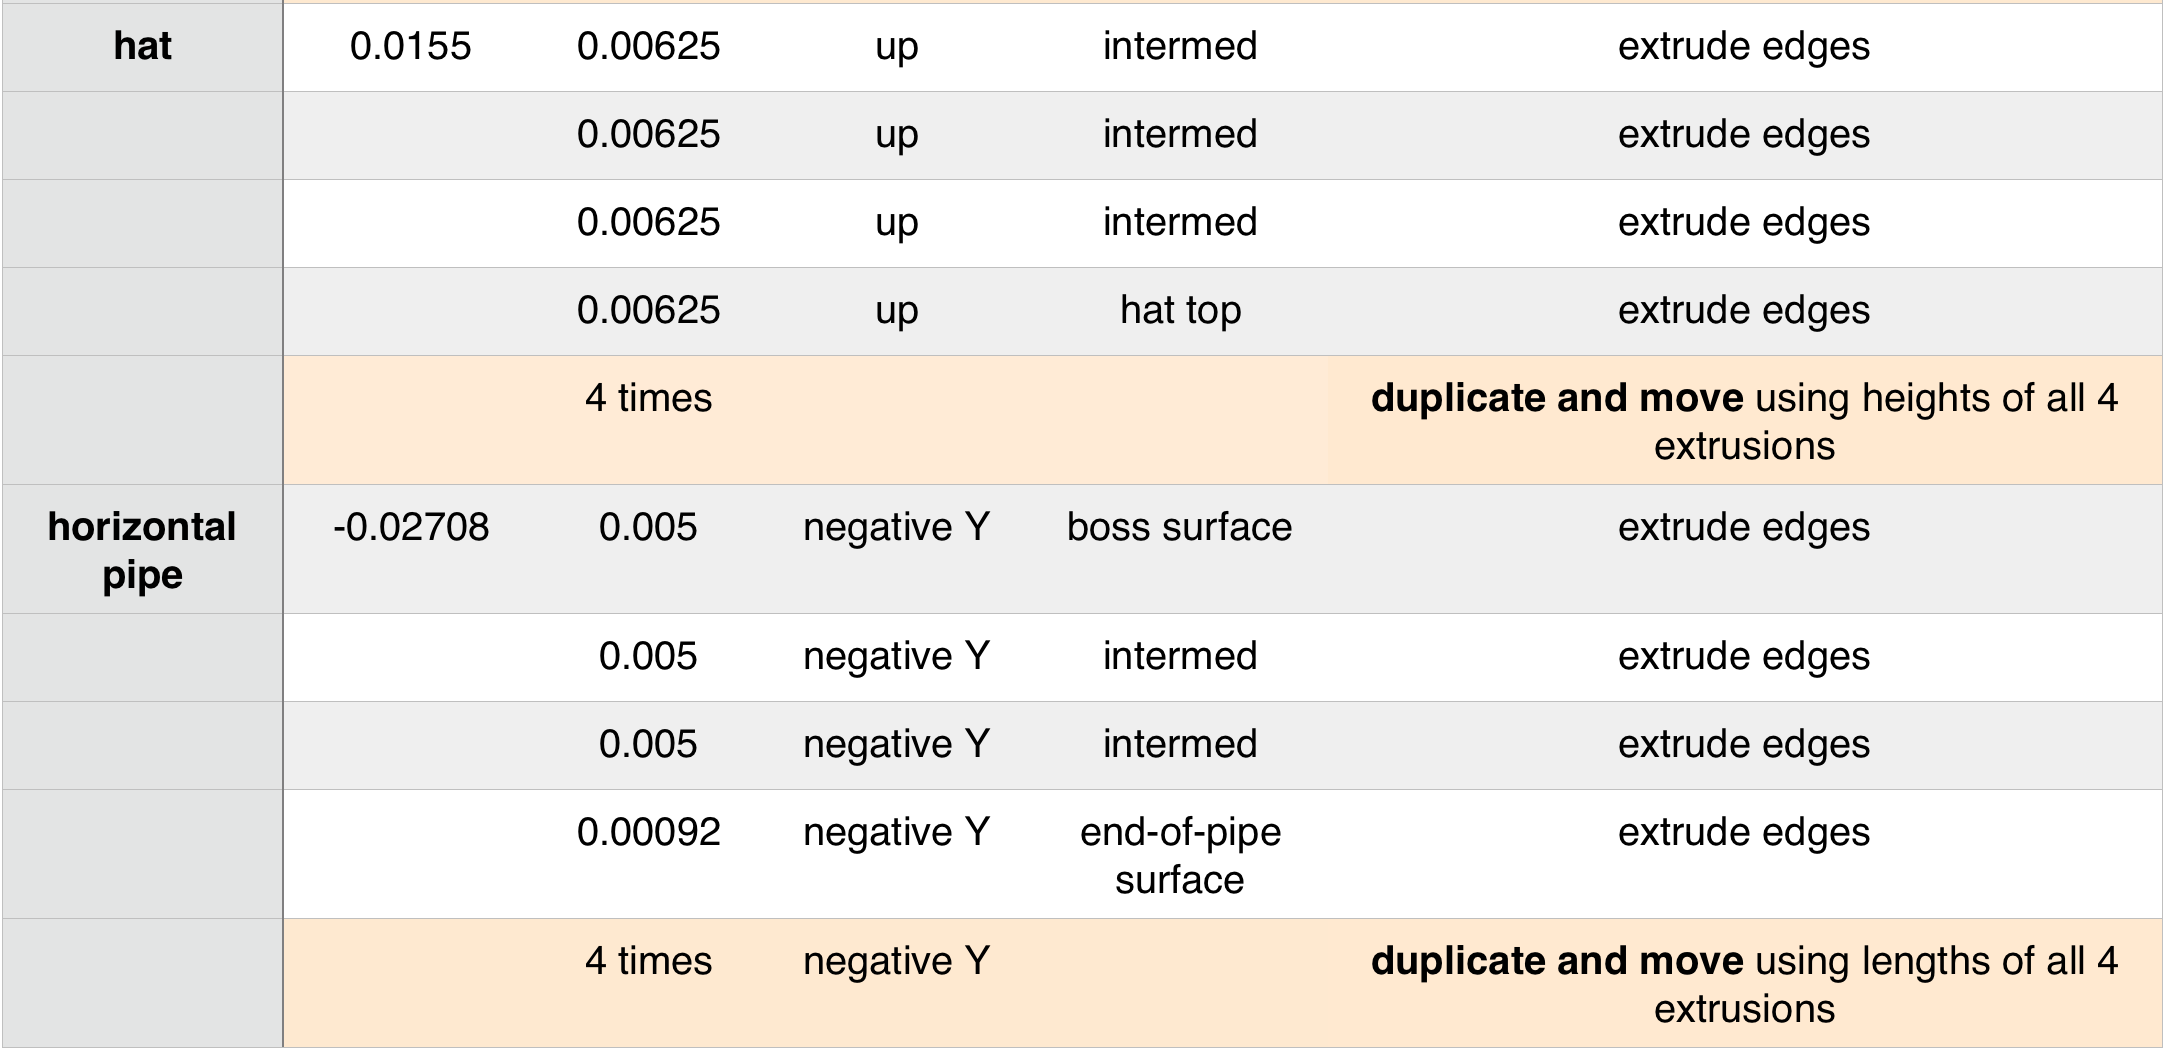 hat 0.0155 0.00625 up intermed extrude edges
0.00625 up intermed extrude edges
0.00625 up intermed extrude edges
0.00625 up hat top extrude edges
4 times duplicate and move using heights of all 4
extrusions
horizontal -0.02708 0.005 negative Y boss surface extrude edges
pipe
0.005 negative Y intermed extrude edges
0.005 negative Y intermed extrude edges
0.00092 negative Y end-of-pipe extrude edges
surface
4 times negative Y duplicate and move using lengths of all 4
extrusions